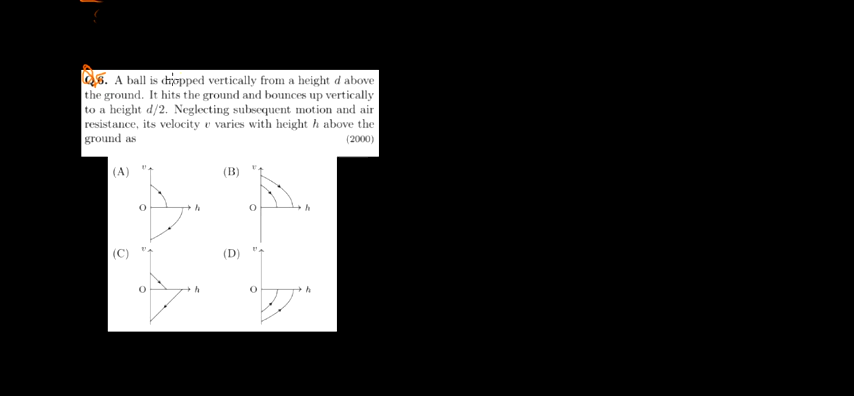 Q.6. A ball is dropped vertically from a height d above
the ground. It hits the ground and bounces up vertically
to a height d/2. Neglecting subsequent motion and air
resistance, its velocity v varies with height h above the
ground as (2000)
(A) v (B) v
O h O h
(C) v (D) v
O h O h